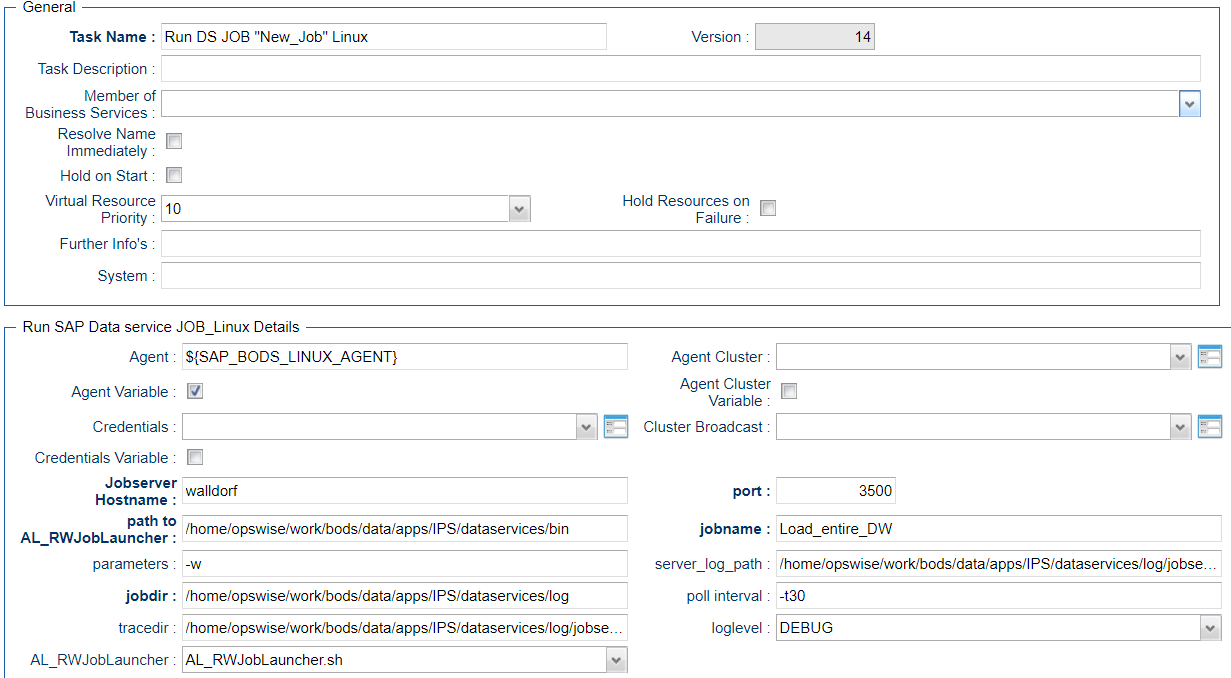 General
Task Name : Run DS JOB "New_Job" Linux Version : 14
Task Description :
Member of
Business Services :
Resolve Name
Immediately :
Hold on Start :
Virtual Resource
Priority : 10 Hold Resources on
Failure :
Further Info's :
System :
Run SAP Data service JOB_Linux Details
Agent : ${SAP_BODS_LINUX_AGENT} Agent Cluster :
Agent Variable : Agent Cluster
Variable :
Credentials : Cluster Broadcast :
Credentials Variable :
Jobserver
Hostname : walldorf port : 3500
path to
AL_RWJobLauncher : /home/opswise/work/bods/data/apps/IPS/dataservices/bin jobname : Load_entire_DW
parameters : -w server_log_path : /home/opswise/work/bods/data/apps/IPS/dataservices/log/jobse...
jobdir : /home/opswise/work/bods/data/apps/IPS/dataservices/log poll interval : -t30
tracedir : /home/opswise/work/bods/data/apps/IPS/dataservices/log/jobse... loglevel : DEBUG
AL_RWJobLauncher : AL_RWJobLauncher.sh